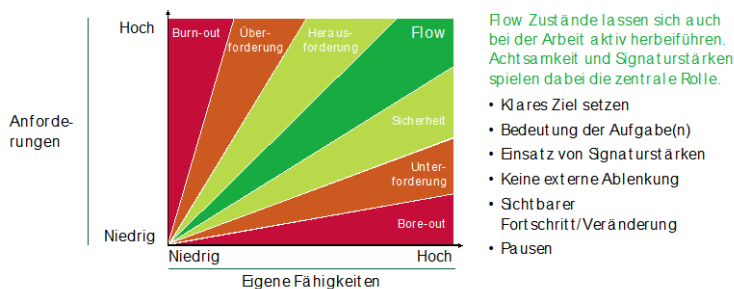 Hoch
Burn-out
Über-
forderung
Heraus-
forderung
Flow
Sicherheit
Unter-
forderung
Bore-out
Anforde-
rungen
Niedrig
Niedrig
Hoch
Eigene Fähigkeiten
Flow Zustände lassen sich auch
bei der Arbeit aktiv herbeiführen.
Achtsamkeit und Signaturstärken
spielen dabei die zentrale Rolle.
• Klares Ziel setzen
• Bedeutung der Aufgabe(n)
• Einsatz von Signaturstärken
• Keine externe Ablenkung
• Sichtbarer
Fortschritt/Veränderung
• Pausen